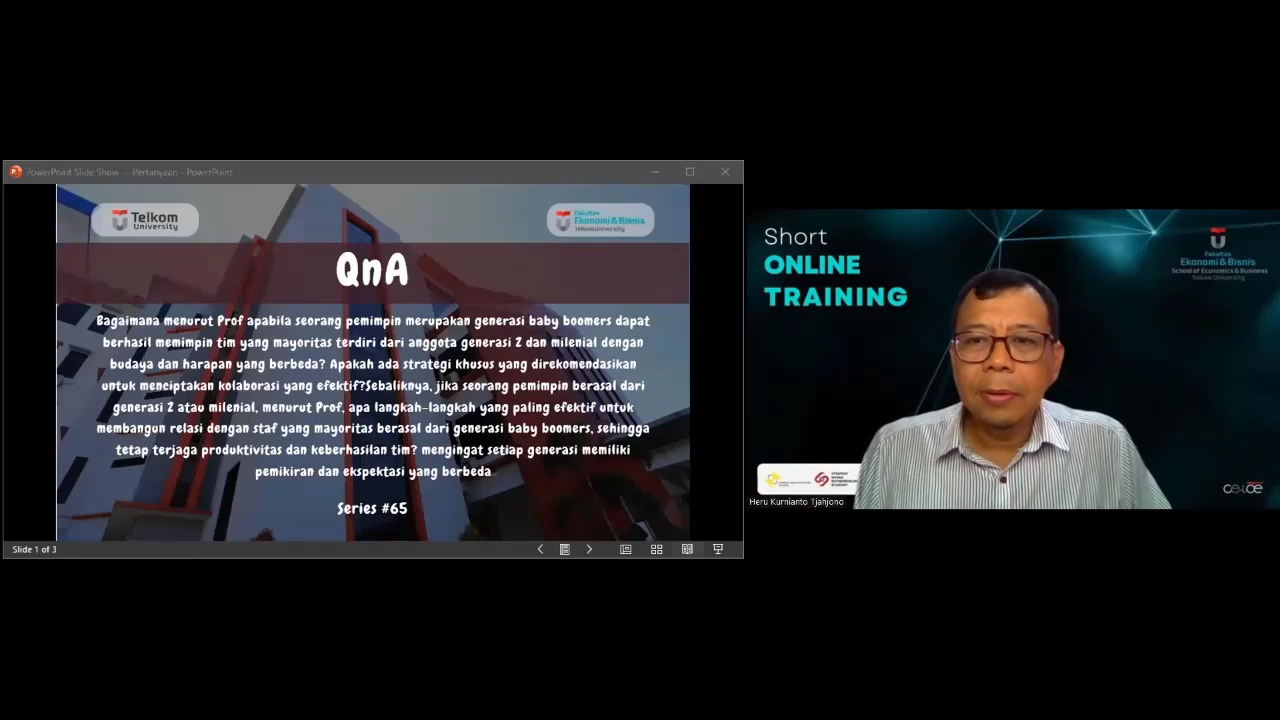 PowerPoint Slide Show - Pertanyaan - PowerPoint
Telkom
University
Fakultas
Ekonomi & Bisnis
Telkom University
QnA
Bagaimana menurut Prof apabila seorang pemimpin merupakan generasi baby boomers dapat
berhasil memimpin tim yang mayoritas terdiri dari anggota generasi Z dan milenial dengan
budaya dan harapan yang berbeda? Apakah ada strategi khusus yang direkomendasikan
untuk menciptakan kolaborasi yang efektif?Sebaliknya, jika seorang pemimpin berasal dari
generasi Z atau milenial, menurut Prof, apa langkah-langkah yang paling efektif untuk
membangun relasi dengan staf yang mayoritas berasal dari generasi baby boomers, sehingga
tetap terjaga produktivitas dan keberhasilan tim? mengingat setiap generasi memiliki
pemikiran dan ekspektasi yang berbeda
Series #65
Slide 1 of 3
Short
ONLINE
TRAINING
Fakultas
Ekonomi & Bisnis
School of Economics & Business
Telkom University
STRATEGY
HUMAN
ENTREPRENEUR
ECONOMY
Heru Kurnianto Tjahjono